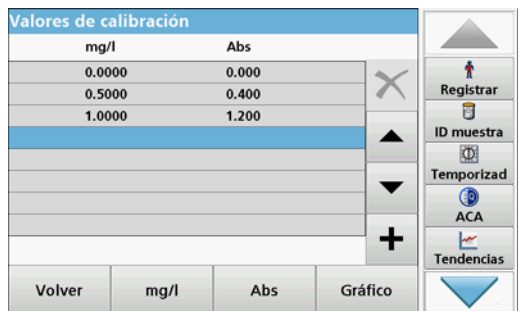 Valores de calibración
mg/l Abs
0.0000 0.000
0.5000 0.400
1.0000 1.200
Volver mg/l Abs Gráfico
Registrar
ID muestra
Temporizad
ACA
Tendencias